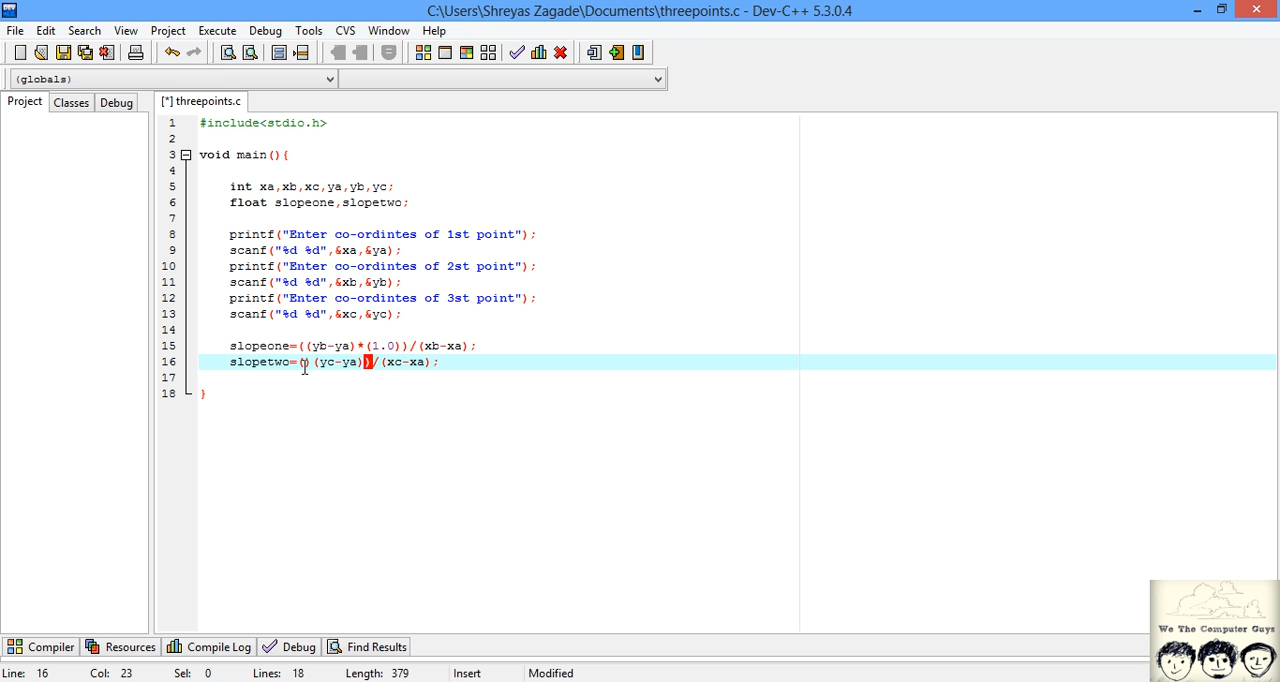 C:\Users\Shreyas Zagade\Documents\threepoints.c - Dev-C++ 5.3.0.4
File Edit Search View Project Execute Debug Tools CVS Window Help
(globals)
Project Classes Debug [*] threepoints.c
1 #include<stdio.h>
2
3 void main(){
4
5 int xa,xb,xc,ya,yb,yc;
6 float slopeone,slopetwo;
7
8 printf("Enter co-ordintes of 1st point");
9 scanf("%d %d",&xa,&ya);
10 printf("Enter co-ordintes of 2st point");
11 scanf("%d %d",&xb,&yb);
12 printf("Enter co-ordintes of 3st point");
13 scanf("%d %d",&xc,&yc);
14
15 slopeone=((yb-ya)*(1.0))/(xb-xa);
16 slopetwo=()(yc-ya))/(xc-xa);
17
18 }
Compiler Resources Compile Log Debug Find Results
We The Computer Guys
Line: 16 Col: 23 Sel: 0 Lines: 18 Length: 379 Insert Modified